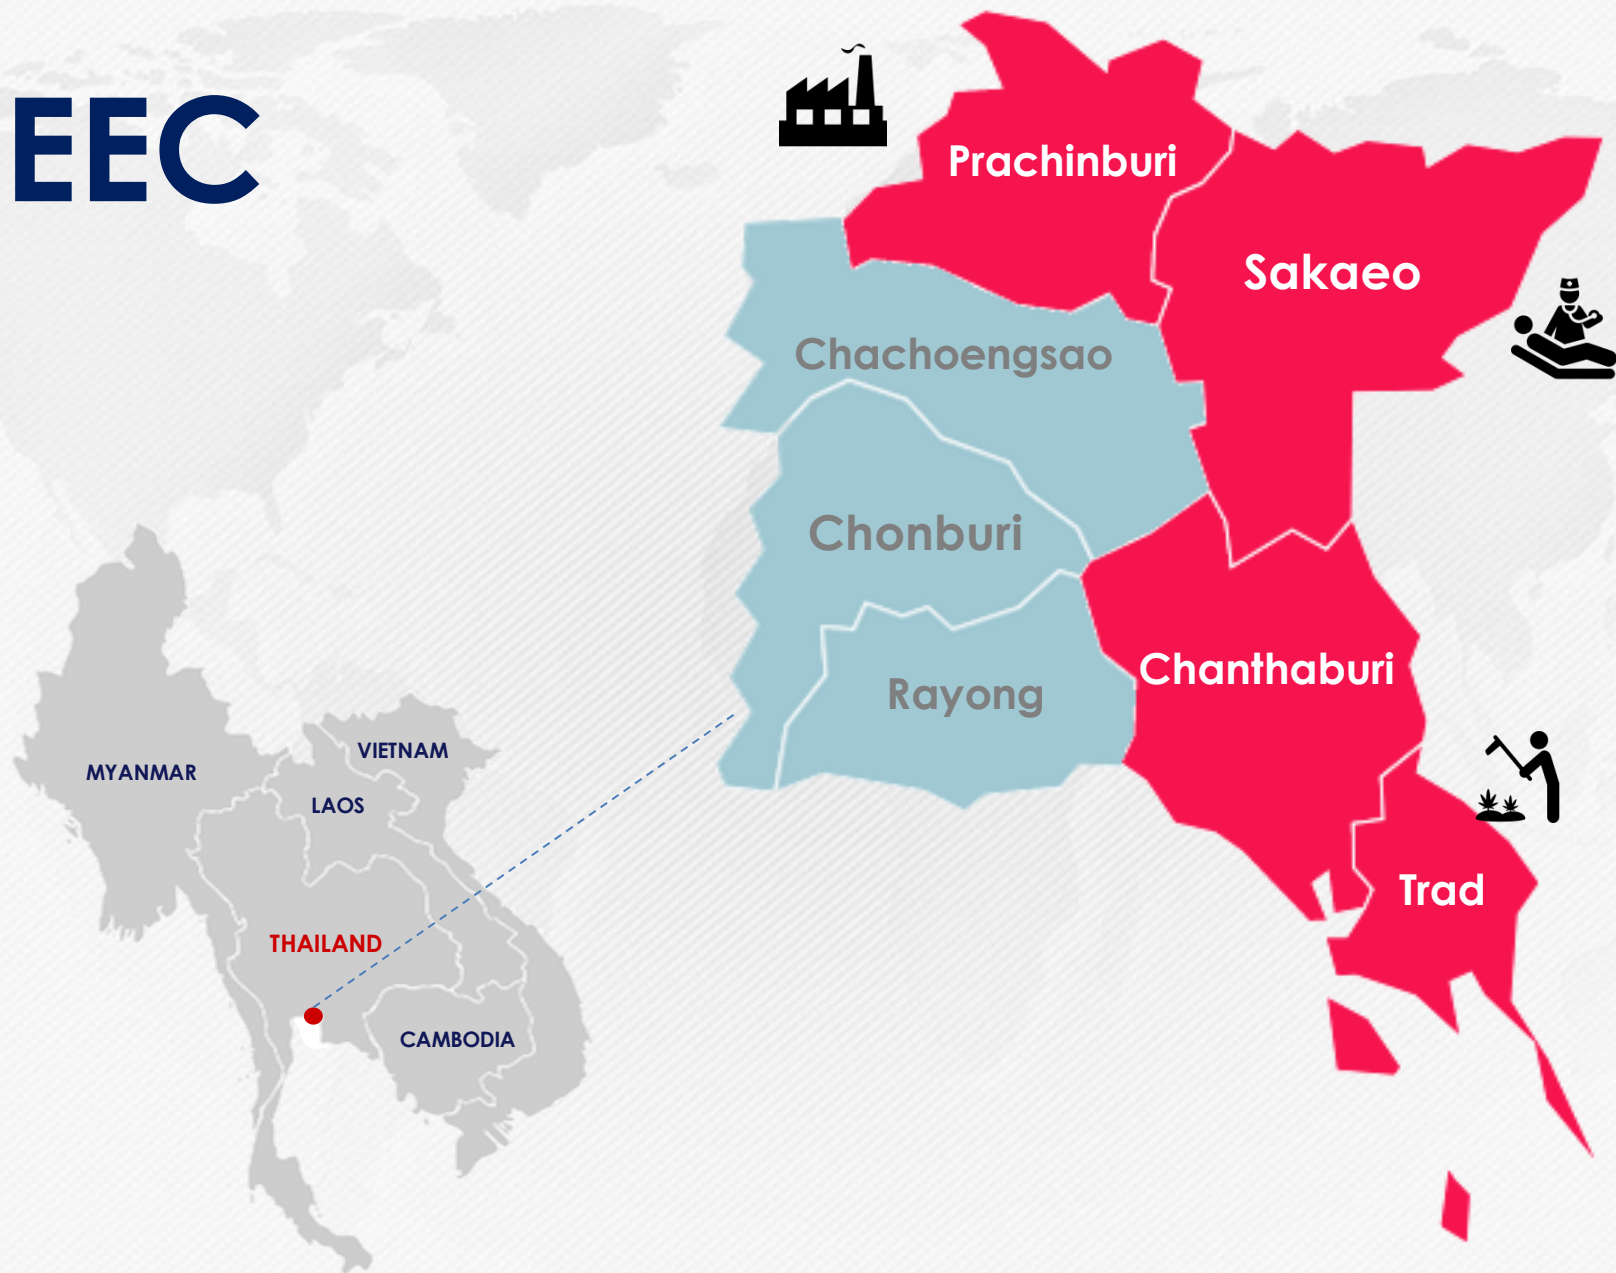 EEC
Prachinburi
Sakaeo
Chachoengsao
Chonburi
Chanthaburi
Rayong
Trad
VIETNAM
MYANMAR
LAOS
THAILAND
CAMBODIA